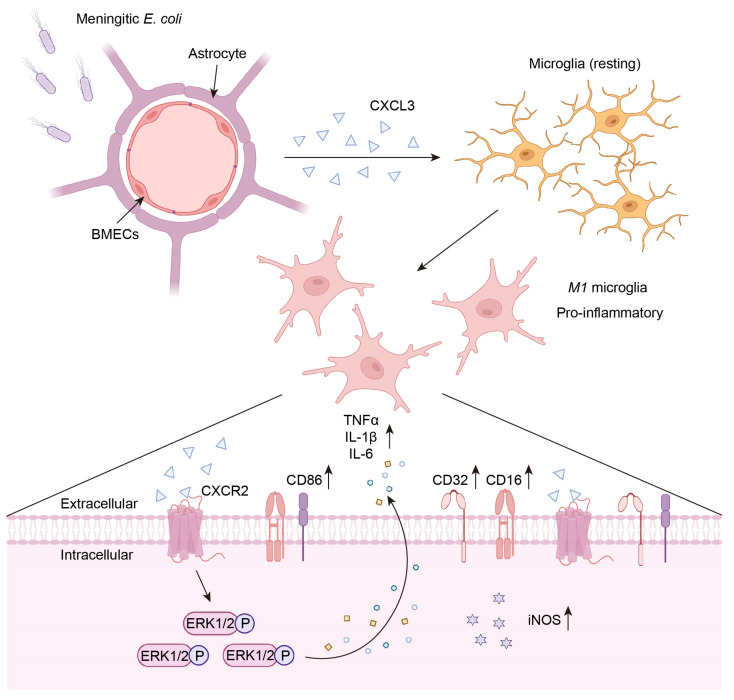 Meningitic E. coli
Astrocyte
BMECs
CXCL3
Microglia (resting)
M1 microglia
Pro-inflammatory
TNFα
IL-1β
IL-6
CXCR2
CD86
CD32
CD16
Extracellular
Intracellular
ERK1/2 P
ERK1/2 P
ERK1/2 P
iNOS